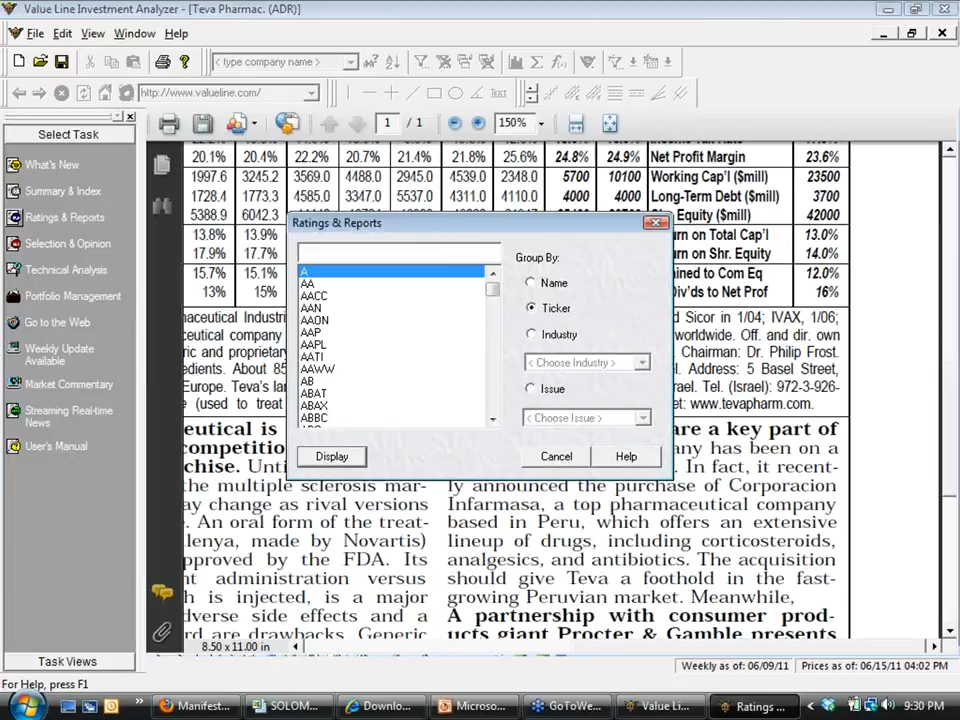 Value Line Investment Analyzer - [Teva Pharmac. (ADR)]
File Edit View Window Help
< type company name >
http://www.valueline.com/
Text
Select Task
1 / 1
150%
What's New
Summary & Index
Ratings & Reports
Selection & Opinion
Technical Analysis
Portfolio Management
Go to the Web
Weekly Update
Available
Market Commentary
Streaming Real-time
News
User's Manual
Task Views
20.1% 20.4% 22.2% 20.7% 21.4% 21.8% 25.6% 24.8% 24.9% Net Profit Margin 23.6%
1997.6 3245.2 3569.0 4488.0 2945.0 4539.0 2348.0 5700 10100 Working Cap'l ($mill) 23500
1728.4 1773.3 4585.0 3347.0 5537.0 4311.0 4110.0 4000 4000 Long-Term Debt ($mill) 3700
5388.9 6042.3 Equity ($mill) 42000
13.8% 13.9% urn on Total Cap'l 13.0%
17.9% 17.7% urn on Shr. Equity 14.0%
15.7% 15.1% ained to Com Eq 12.0%
13% 15% Div'ds to Net Prof 16%
Ratings & Reports
A
AA
AACC
AAN
AAON
AAP
AAPL
AATI
AAWW
AB
ABAT
ABAX
ABBC
Group By:
Name
Ticker
Industry
< Choose Industry >
Issue
< Choose Issue >
Display
Cancel
Help
naceutical Industri
ceutical company
ric and proprietary
edients. About 85
Europe. Teva's la
e (used to treat
d Sicor in 1/04; IVAX, 1/06;
worldwide. Off. and dir. own
Chairman: Dr. Philip Frost.
l. Address: 5 Basel Street,
rael. Tel. (Israel): 972-3-926-
et: www.tevapharm.com.
eutical is
competition
chise. Unti
the multiple sclerosis mar-
ay change as rival versions
e. An oral form of the treat-
lenya, made by Novartis)
pproved by the FDA. Its
nt administration versus
h is injected, is a major
dverse side effects and a
rd are drawbacks. Generic
are a key part of
any has been on a
. In fact, it recent-
ly announced the purchase of Corporacion
Infarmasa, a top pharmaceutical company
based in Peru, which offers an extensive
lineup of drugs, including corticosteroids,
analgesics, and antibiotics. The acquisition
should give Teva a foothold in the fast-
growing Peruvian market. Meanwhile,
A partnership with consumer prod-
ucts giant Procter & Gamble presents
8.50 x 11.00 in
Weekly as of: 06/09/11 Prices as of: 06/15/11 04:02 PM
For Help, press F1
Manifest... SOLOM... Downlo... Microso... GoToWe... Value Li... Ratings ... 9:30 PM